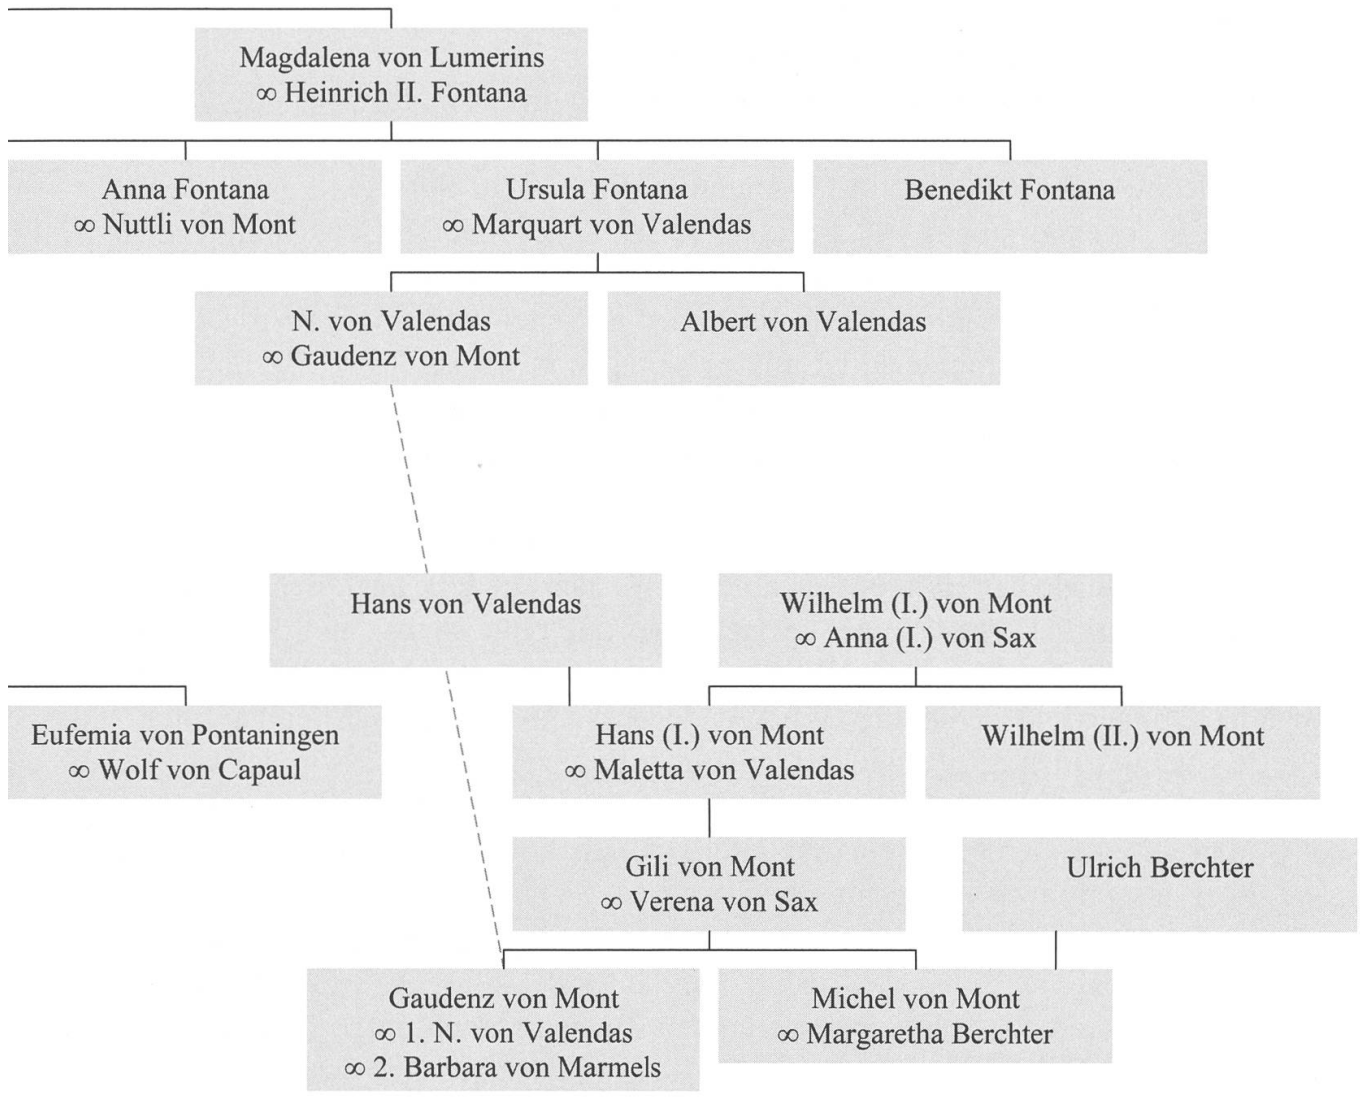 Magdalena von Lumerins
∞ Heinrich II. Fontana
Anna Fontana
∞ Nuttli von Mont
Ursula Fontana
∞ Marquart von Valendas
Benedikt Fontana
N. von Valendas
∞ Gaudenz von Mont
Albert von Valendas
Hans von Valendas
Wilhelm (I.) von Mont
∞ Anna (I.) von Sax
Eufemia von Pontaningen
∞ Wolf von Capaul
Hans (I.) von Mont
∞ Maletta von Valendas
Wilhelm (II.) von Mont
Gili von Mont
∞ Verena von Sax
Ulrich Berchter
Gaudenz von Mont
∞ 1. N. von Valendas
∞ 2. Barbara von Marmels
Michel von Mont
∞ Margaretha Berchter